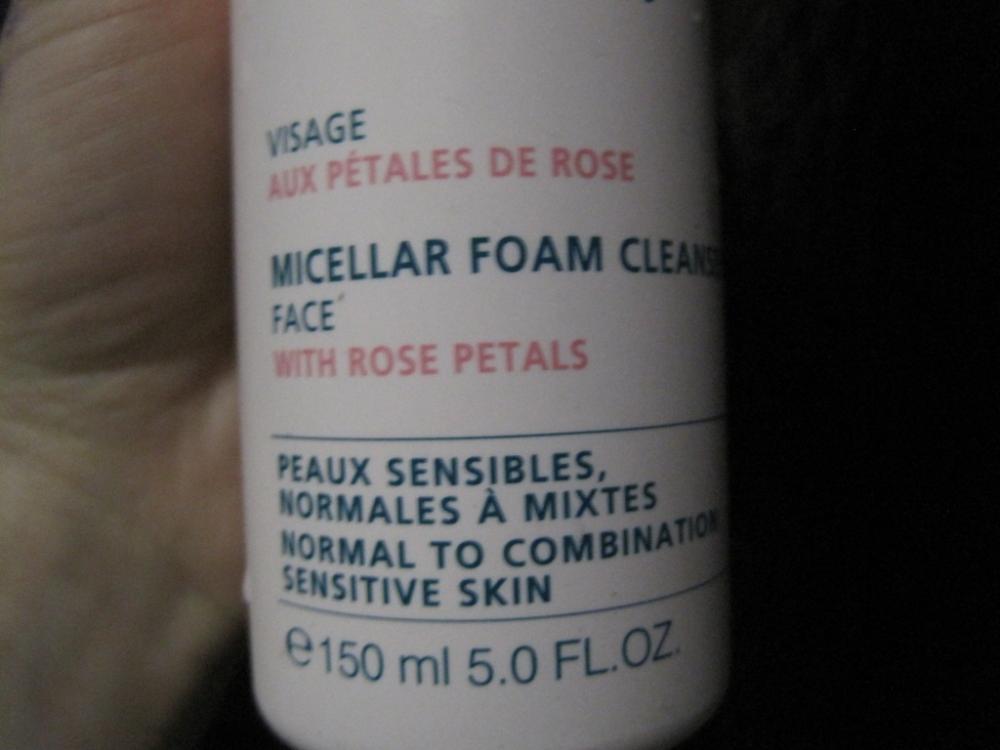 VISAGE
AUX PÉTALES DE ROSE
MICELLAR FOAM CLEANSE
FACE
WITH ROSE PETALS
PEAUX SENSIBLES,
NORMALES À MIXTES
NORMAL TO COMBINATION
SENSITIVE SKIN
℮150 ml 5.0 FL.OZ.